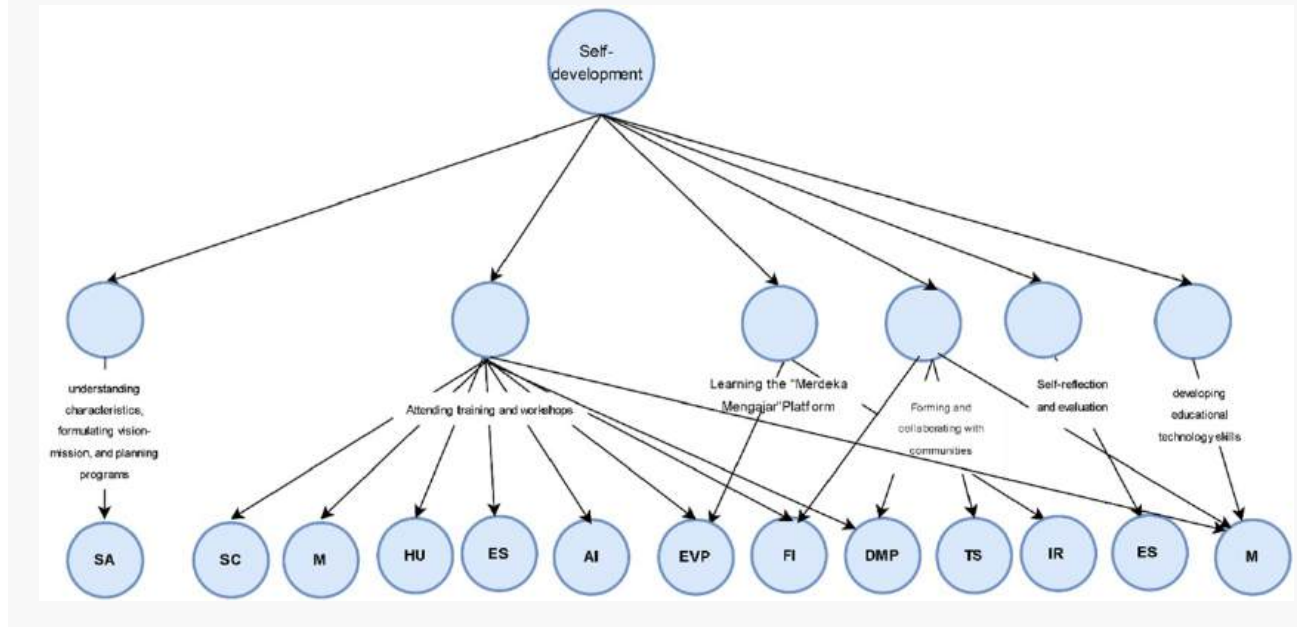 Self-
development
understanding
characteristics,
formulating vision-
mission, and planning
programs
Attending training and workshops
Learning the "Merdeka
Mengajar"Platform
Forming and
collaborating with
communities
Self-reflection
and evaluation
developing
educational
technology skills
SA
SC
M
HU
ES
AI
EVP
FI
DMP
TS
IR
ES
M